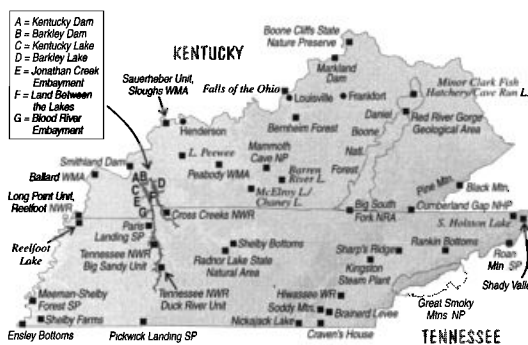 A = Kentucky Dam
B = Barkley Dam
C = Kentucky Lake
D = Barkley Lake
E = Jonathan Creek
Embayment
F = Land Between
the Lakes
G = Blood River
Embayment
KENTUCKY
Boone Cliffs State
Nature Preserve
Markland
Dam
Sauerheber Unit,
Sloughs WMA
Falls of the Ohio
Louisville
Frankfort
Minor Clark Fish
Hatchery/Cave Run L.
Henderson
Bernheim Forest
Daniel
Boone
Natl.
Forest
Red River Gorge
Geological Area
L. Peewee
Smithland Dam
Peabody WMA
Mammoth
Cave NP
Barren
River L.
Ballard WMA
A
B
D
C
F
E
G
McElroy L./
Chaney L.
Pine Mtn.
Black Mtn.
Long Point Unit,
Reelfoot NWR
Cross Creeks NWR
Big South
Fork NRA
Cumberland Gap NHP
S. Holston Lake
Paris
Landing SP
Reelfoot
Lake
Shelby Bottoms
Tennessee NWR
Big Sandy Unit
Radnor Lake State
Natural Area
Sharp's Ridge
Rankin Bottoms
Roan
Mtn SP
Kingston
Steam Plant
Shady Valle
Meeman-Shelby
Forest SP
Tennessee NWR
Duck River Unit
Hiwassee WR
Great Smoky
Mtns NP
Shelby Farms
Soddy Mtn.
Brainerd Levee
Ensley Bottoms
Pickwick Landing SP
Nickajack Lake
Craven's House
TENNESSEE